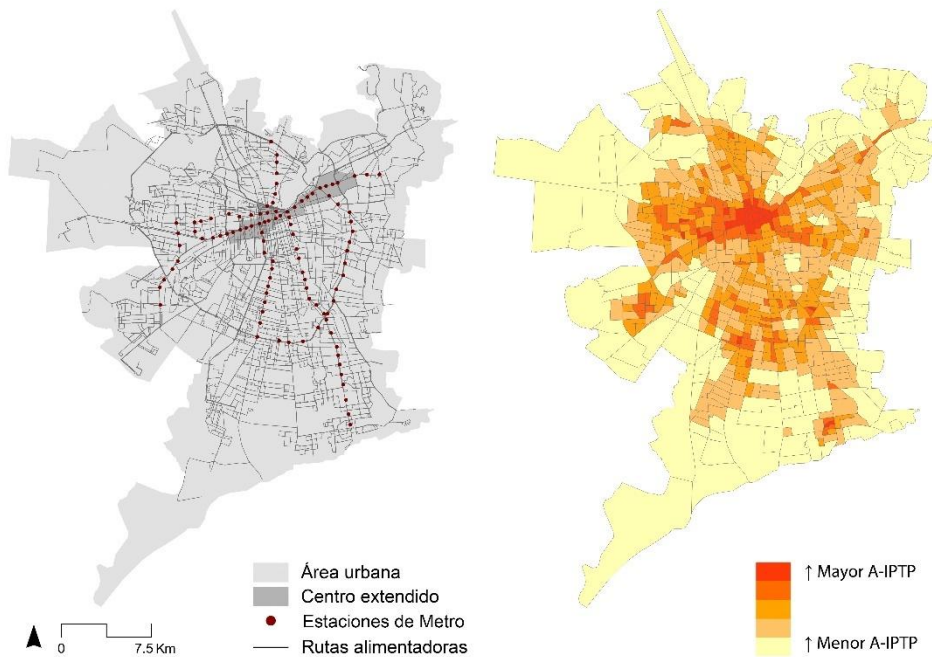 Área urbana
Centro extendido
Estaciones de Metro
Rutas alimentadoras
0 7.5 Km
↑ Mayor A-IPTP
↑ Menor A-IPTP